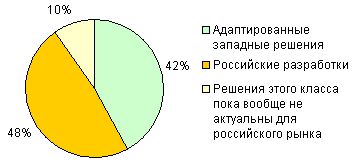 10%
42%
48%
Адаптированные
западные решения
Российские разработки
Решения этого класса
пока вообще не
актуальны для
российского рынка